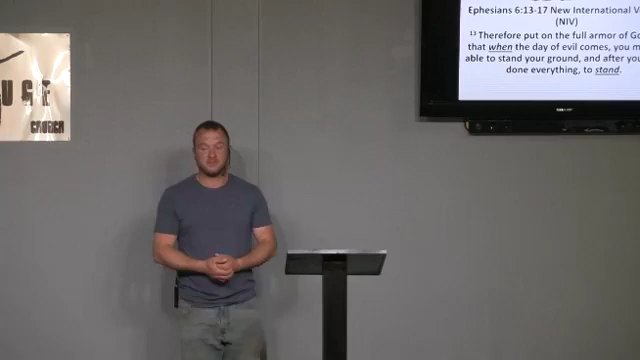 UGE
CHURCH
Ephesians 6:13-17 New International V
(NIV)
13 Therefore put on the full armor of Go
that when the day of evil comes, you m
able to stand your ground, and after you
done everything, to stand.